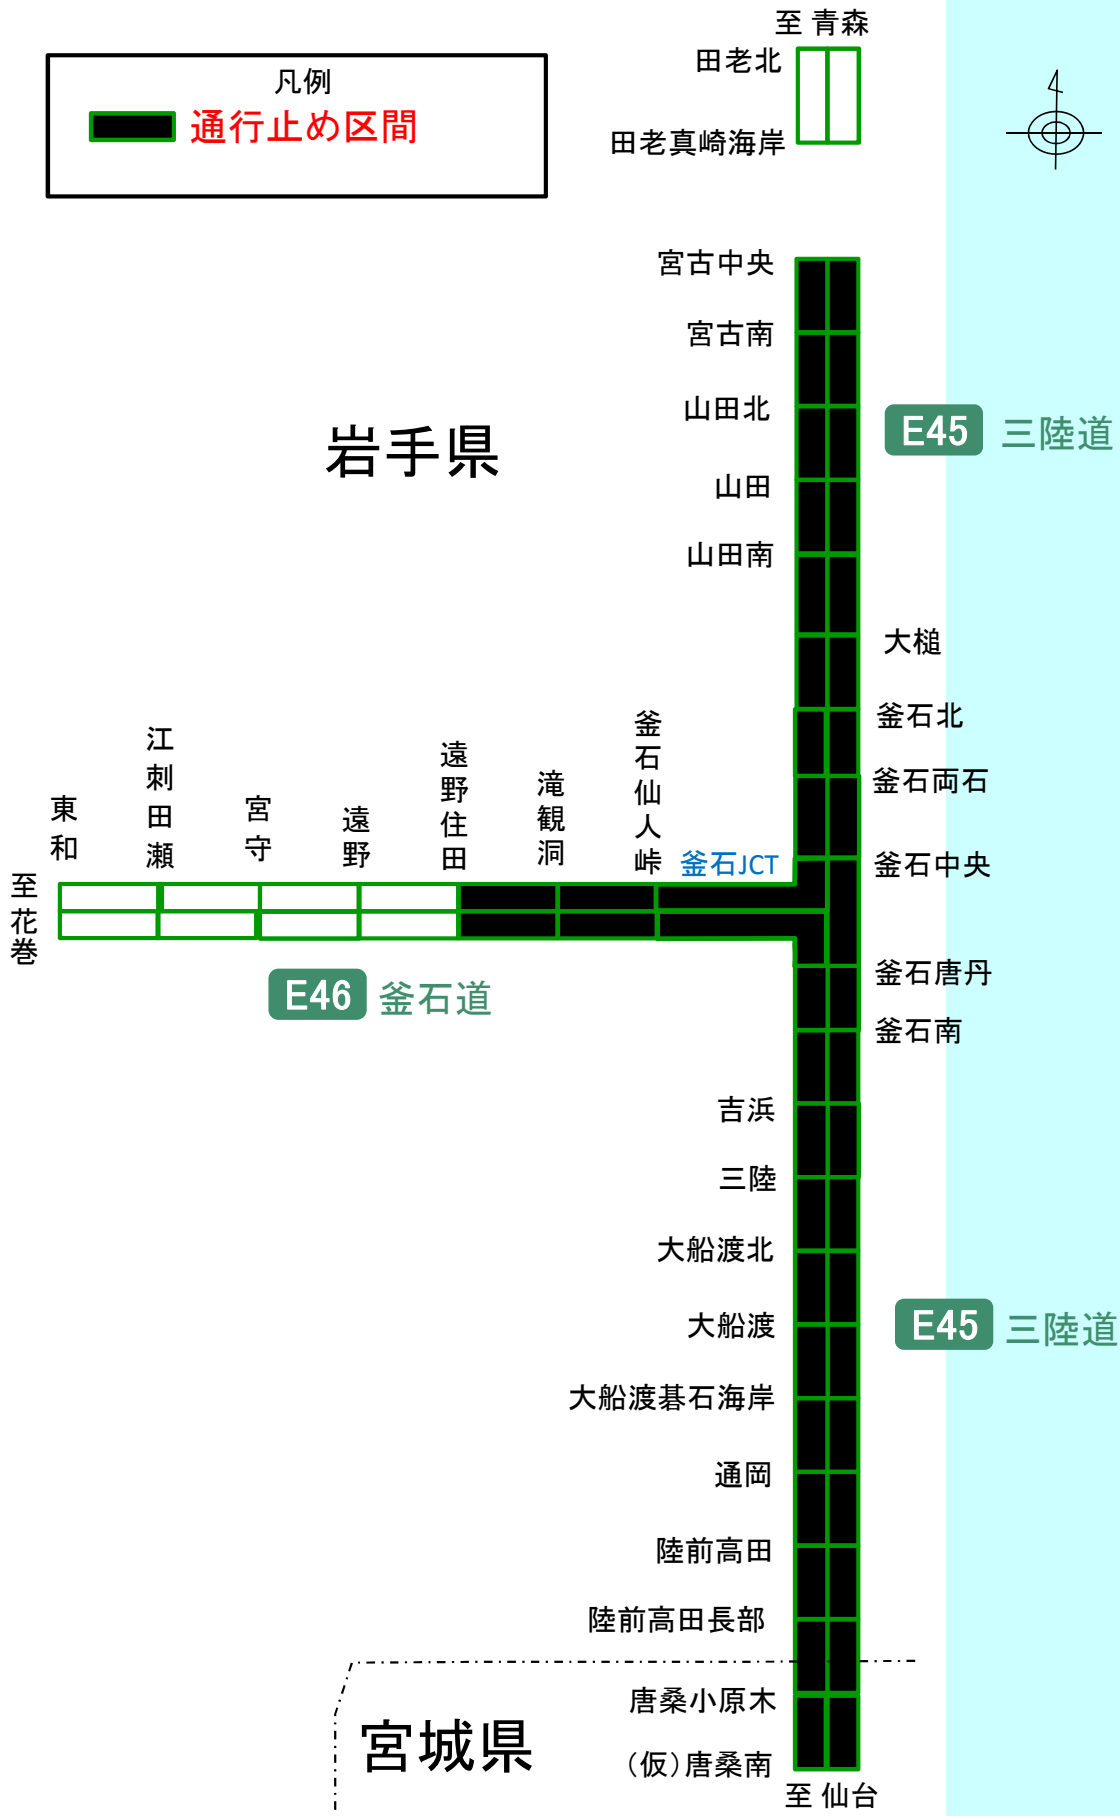 至 青森
田老北
凡例
通行止め区間
田老真崎海岸
宮古中央
宮古南
山田北
E45 三陸道
岩手県
山田
山田南
大槌
釜石北
釜石両石
東和
江刺田瀬
宮守
遠野
遠野住田
滝観洞
釜石仙人峠
釜石JCT
釜石中央
至花巻
釜石唐丹
E46 釜石道
釜石南
吉浜
三陸
大船渡北
大船渡
E45 三陸道
大船渡碁石海岸
通岡
陸前高田
陸前高田長部
唐桑小原木
宮城県
（仮）唐桑南
至 仙台